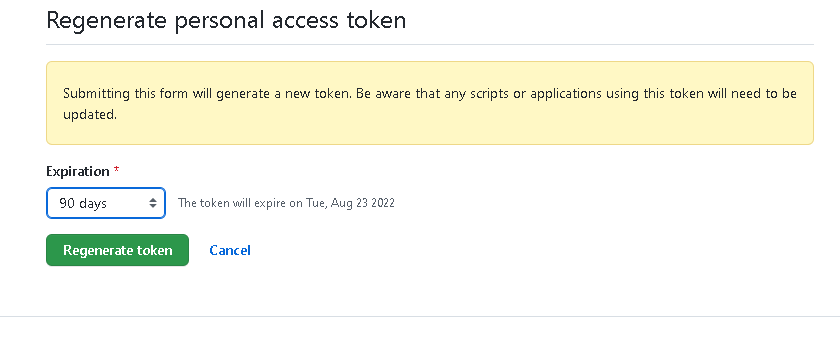 Regenerate personal access token
Submitting this form will generate a new token. Be aware that any scripts or applications using this token will need to be
updated.
Expiration *
90 days The token will expire on Tue, Aug 23 2022
Regenerate token Cancel